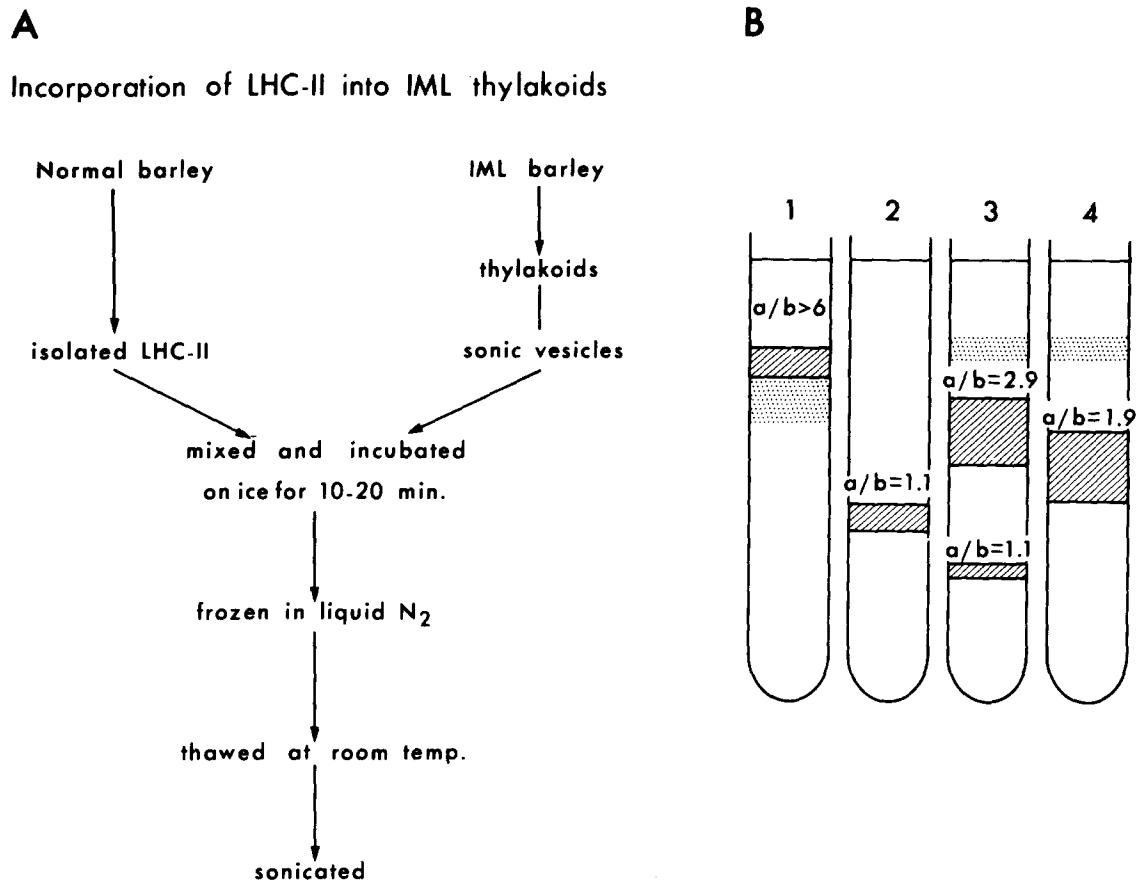 A
Incorporation of LHC-II into IML thylakoids
Normal barley
IML barley
thylakoids
isolated LHC-II
sonic vesicles
mixed and incubated
on ice for 10-20 min.
frozen in liquid N2
thawed at room temp.
sonicated
B
1 2 3 4
a/b>6
a/b=2.9
a/b=1.9
a/b=1.1
a/b=1.1